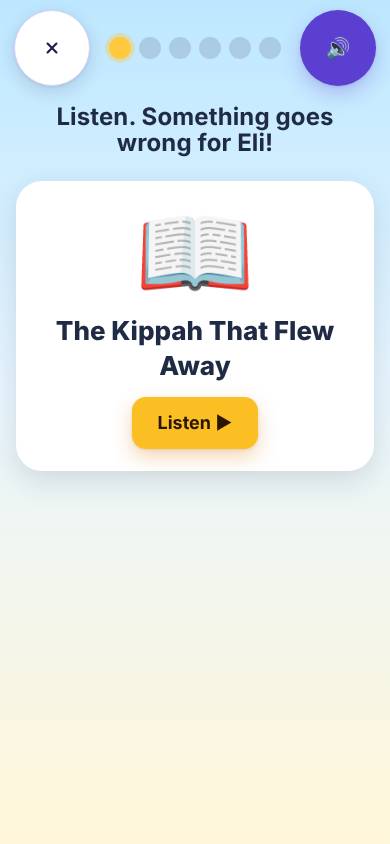 Listen. Something goes
wrong for Eli!
The Kippah That Flew
Away
Listen ▶